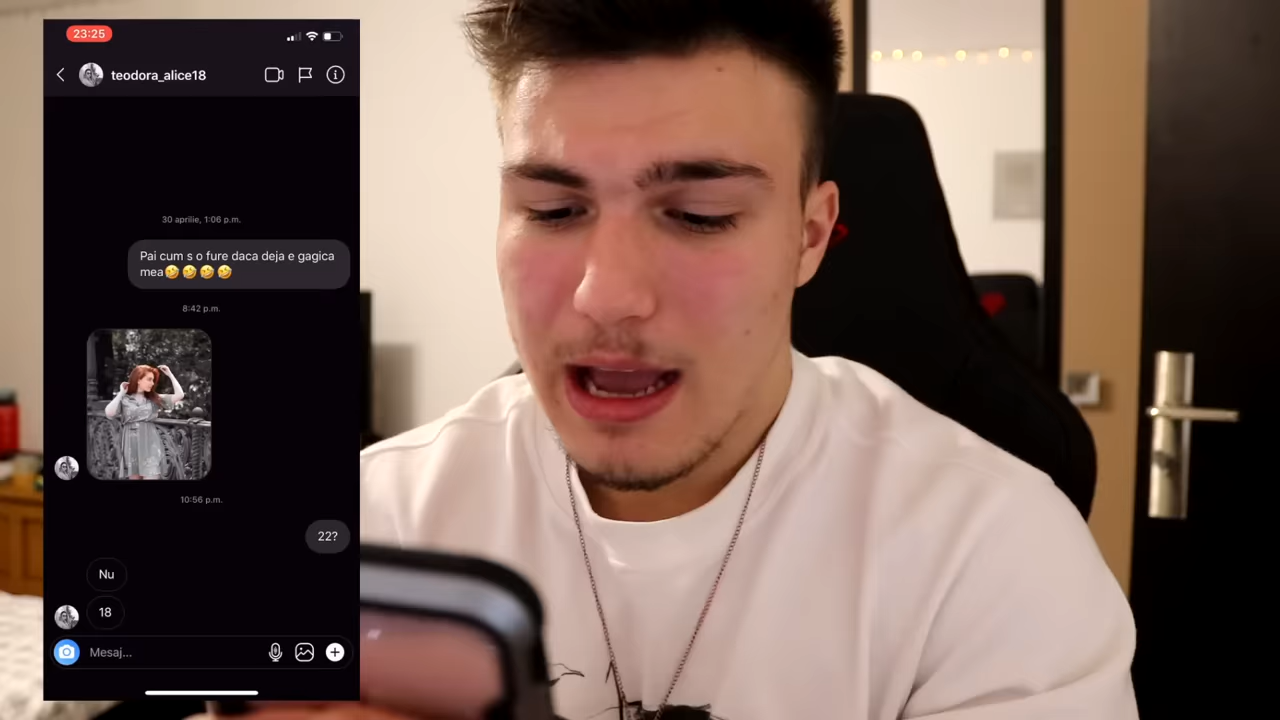 23:25
teodora_alice18
30 aprilie, 1:06 p.m.
Pai cum s o fure daca deja e gagica
mea🤣🤣🤣🤣
8:42 p.m.
10:56 p.m.
22?
Nu
18
Mesaj...